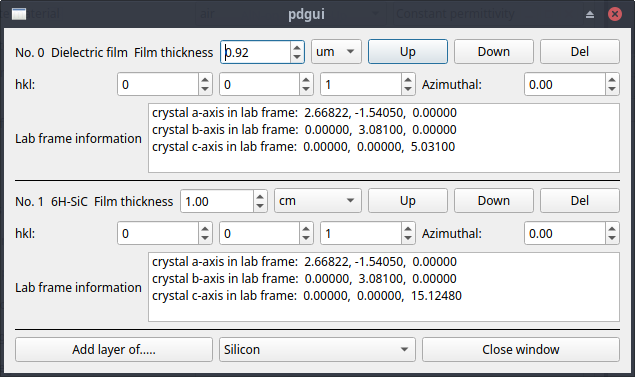 pdgui
No. 0 Dielectric film Film thickness 0.92 um Up Down Del
hkl: 0 0 1 Azimuthal: 0.00
Lab frame information
crystal a-axis in lab frame: 2.66822, -1.54050, 0.00000
crystal b-axis in lab frame: 0.00000, 3.08100, 0.00000
crystal c-axis in lab frame: 0.00000, 0.00000, 5.03100
No. 1 6H-SiC Film thickness 1.00 cm Up Down Del
hkl: 0 0 1 Azimuthal: 0.00
Lab frame information
crystal a-axis in lab frame: 2.66822, -1.54050, 0.00000
crystal b-axis in lab frame: 0.00000, 3.08100, 0.00000
crystal c-axis in lab frame: 0.00000, 0.00000, 15.12480
Add layer of..... Silicon Close window